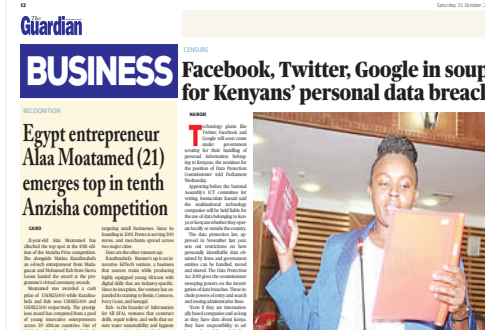 13
Saturday 31 October, 2
The
Guardian
BUSINESS
CENSURE
Facebook, Twitter, Google in soup
for Kenyans' personal data breach
RECOGNITION
Egypt entrepreneur
Alaa Moatamed (21)
emerges top in tenth
Anzisha competition
CAIRO
21-year-old Alaa Moatamed has
clinched the top spot at the 10th edi-
tion of the Anzisha Prize competition.
She alongside Matina Razafimahefa
an ed-tech entrepreneur from Mada-
gascar and Mohamed Bah from Sierra
Leone landed the award at the pro-
gramme's virtual awards ceremony.
Moatamed was awarded a cash
prize of US$25,000 while Razafima-
hefa and Bah won US$15,000 and
US$12,500 respectively. The prestig-
ious award has competed from a pool
of young innovative entrepreneurs
across 20 African countries. Out of
targeting small businesses. Since its
founding in 2019, Presto is serving 300
stores, and merchants spread across
two major cities.
Here are the other runners up:
Razafimahefa - Runner's up is an in-
novative EdTech venture, a business
that sources talents while producing
highly equipped young Africans with
digital skills that are industry-specific.
Since its inception, the venture has ex-
panded its training to Benin, Comoros,
Ivory Coast, and Senegal.
Bah - is the founder of Information
for All (IFA), ventures that construct
drills, repair toilets, and wells that en-
sure water sustainability and hygiene
NAIROBI
Technology giants like
Twitter, Facebook and
Google will soon come
under government
scrutiny for their handling of
personal information belong-
ing to Kenyans, the nominee for
the position of Data Protection
Commissioner told Parliament
Wednesday.
Appearing before the National
Assembly's ICT committee for
vetting, Immaculate Kassait said
the multinational technology
companies will be held liable for
the use of data belonging to Ken-
ya or Kenyans whether they oper-
ate locally or outside the country.
The data protection law, ap-
proved in November last year,
sets out restrictions on how
personally identifiable data ob-
tained by firms and government
entities can be handled, stored
and shared. The Data Protection
Act 2019 gives the commissioner
sweeping powers on the investi-
gation of data breaches. These in-
clude powers of entry and search
and issuing administrative fines.
"Even if they are internation-
ally based companies and as long
as they have data about Kenya,
they have responsibility to ad-